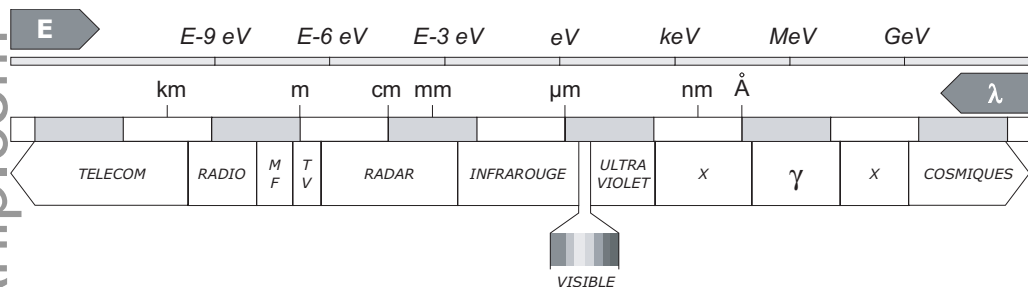 E
E-9 eV E-6 eV E-3 eV eV keV MeV GeV
km m cm mm µm nm Å λ
TELECOM RADIO M F T V RADAR INFRAROUGE ULTRA VIOLET X γ X COSMIQUES
VISIBLE